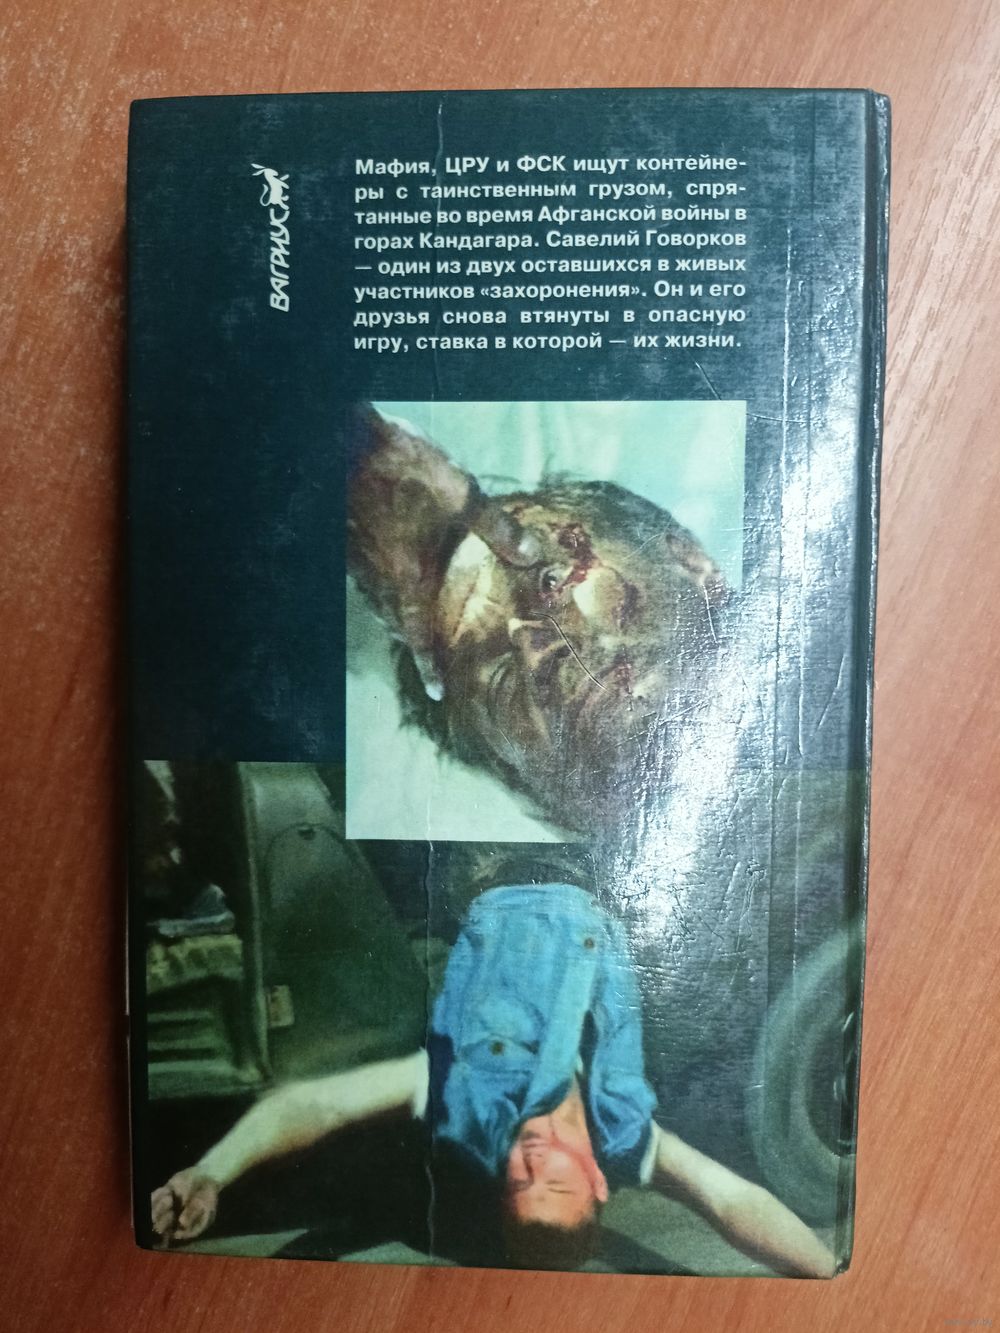 Мафия, ЦРУ и ФСК ищут контейне-
ры с таинственным грузом, спря-
танные во время Афганской войны в
горах Кандагара. Савелий Говорков
— один из двух оставшихся в живых
участников «захоронения». Он и его
друзья снова втянуты в опасную
игру, ставка в которой — их жизни.
ВАГРИУС